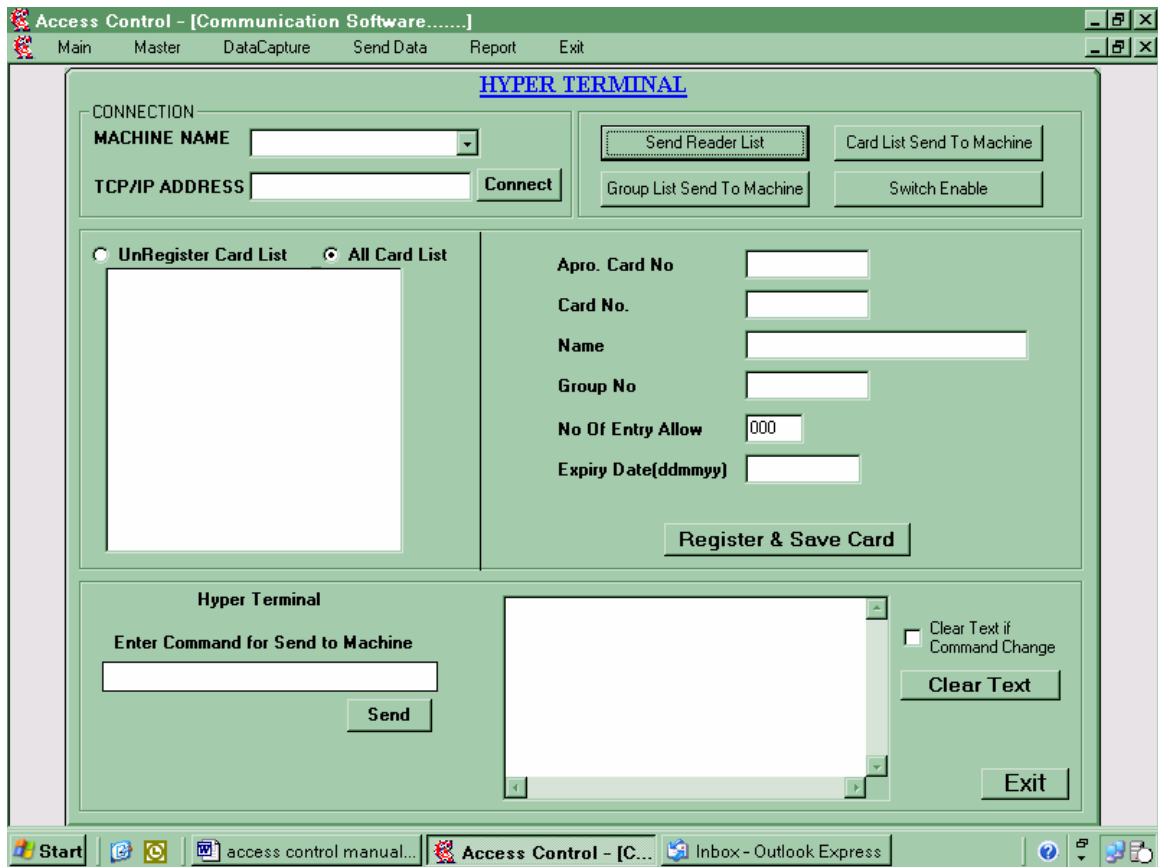 Access Control - [Communication Software.......]
Main Master DataCapture Send Data Report Exit
HYPER TERMINAL
CONNECTION
MACHINE NAME
TCP/IP ADDRESS Connect
Send Reader List Card List Send To Machine
Group List Send To Machine Switch Enable
UnRegister Card List All Card List
Apro. Card No
Card No.
Name
Group No
No Of Entry Allow 000
Expiry Date(ddmmyy)
Register & Save Card
Hyper Terminal
Enter Command for Send to Machine
Send
Clear Text if
Command Change
Clear Text
Exit
Start access control manual... Access Control - [C... Inbox - Outlook Express